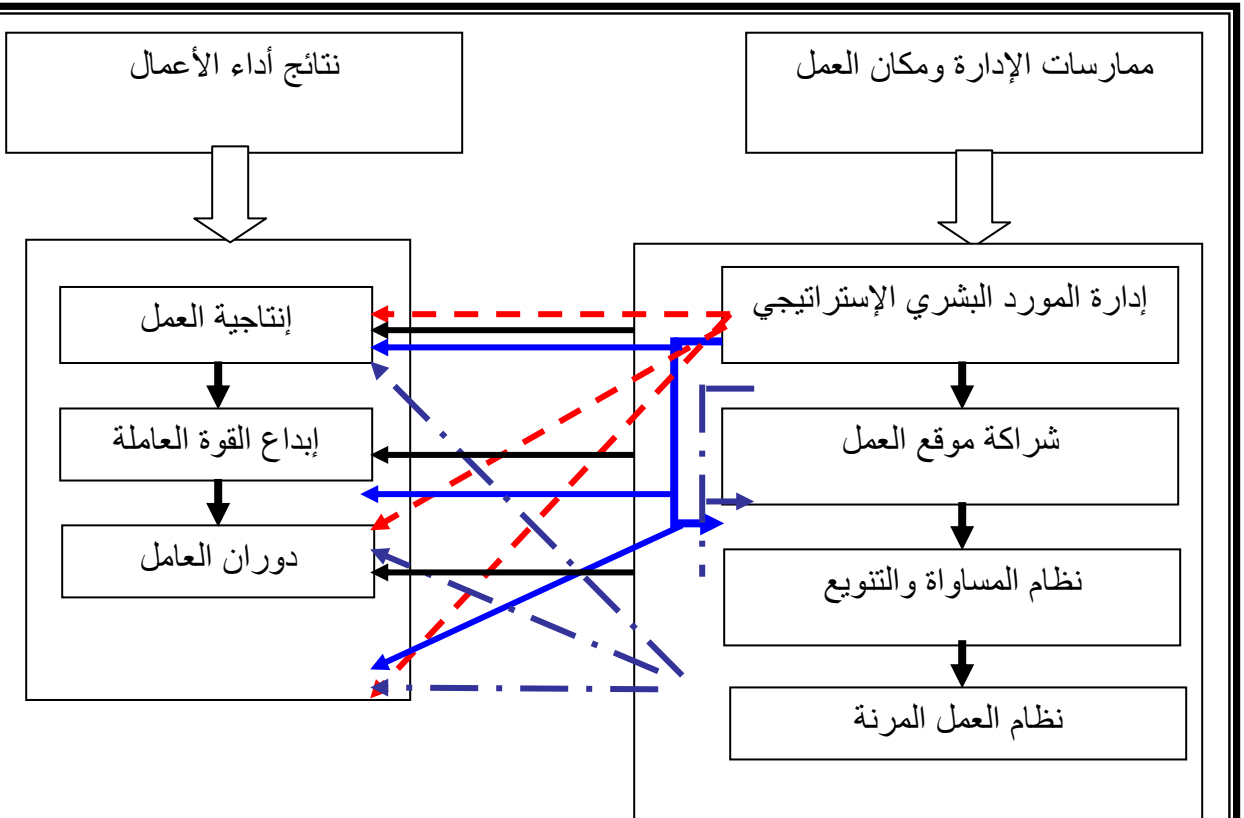 ممارسات الإدارة ومكان العمل
نتائج أداء الأعمال
إدارة المورد البشري الإستراتيجي
شراكة موقع العمل
نظام المساواة والتنويع
نظام العمل المرنة
إنتاجية العمل
إبداع القوة العاملة
دوران العامل